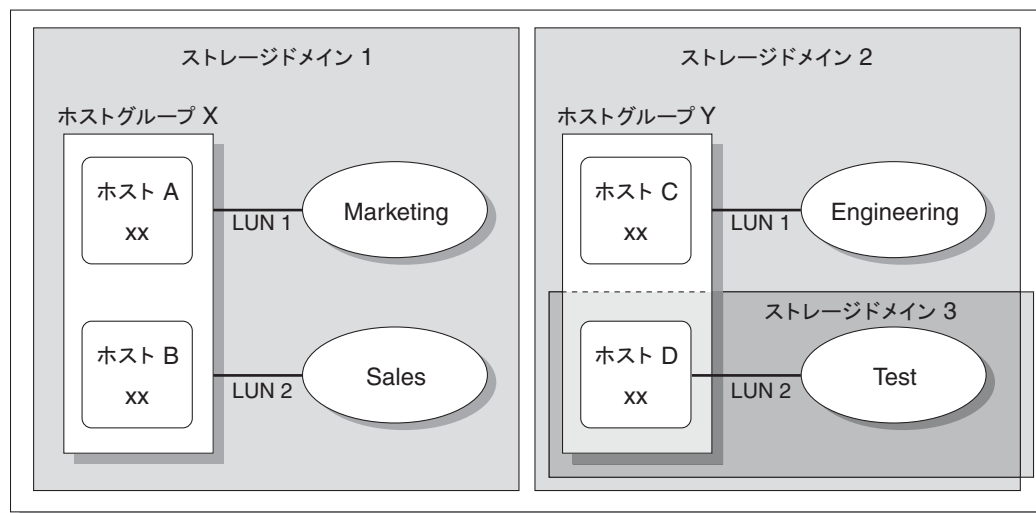 ストレージドメイン 1
ホストグループ X
ホスト A
xx
LUN 1
Marketing
ホスト B
xx
LUN 2
Sales
ストレージドメイン 2
ホストグループ Y
ホスト C
xx
LUN 1
Engineering
ストレージドメイン 3
ホスト D
xx
LUN 2
Test